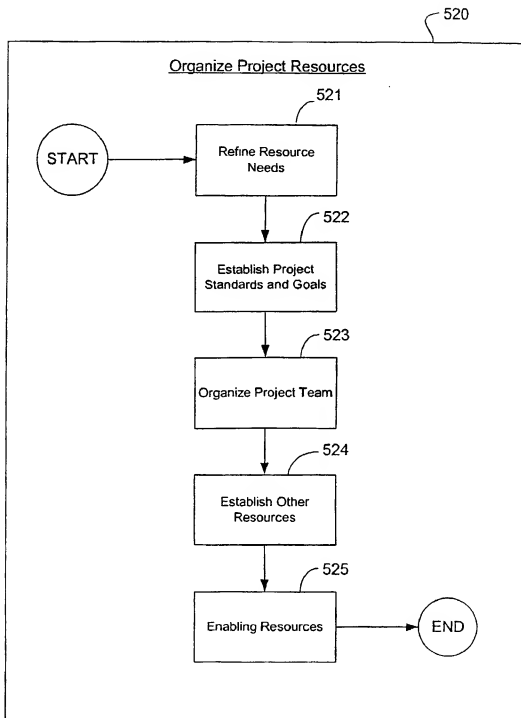 520
Organize Project Resources
521
START
Refine Resource
Needs
522
Establish Project
Standards and Goals
523
Organize Project Team
524
Establish Other
Resources
525
Enabling Resources
END